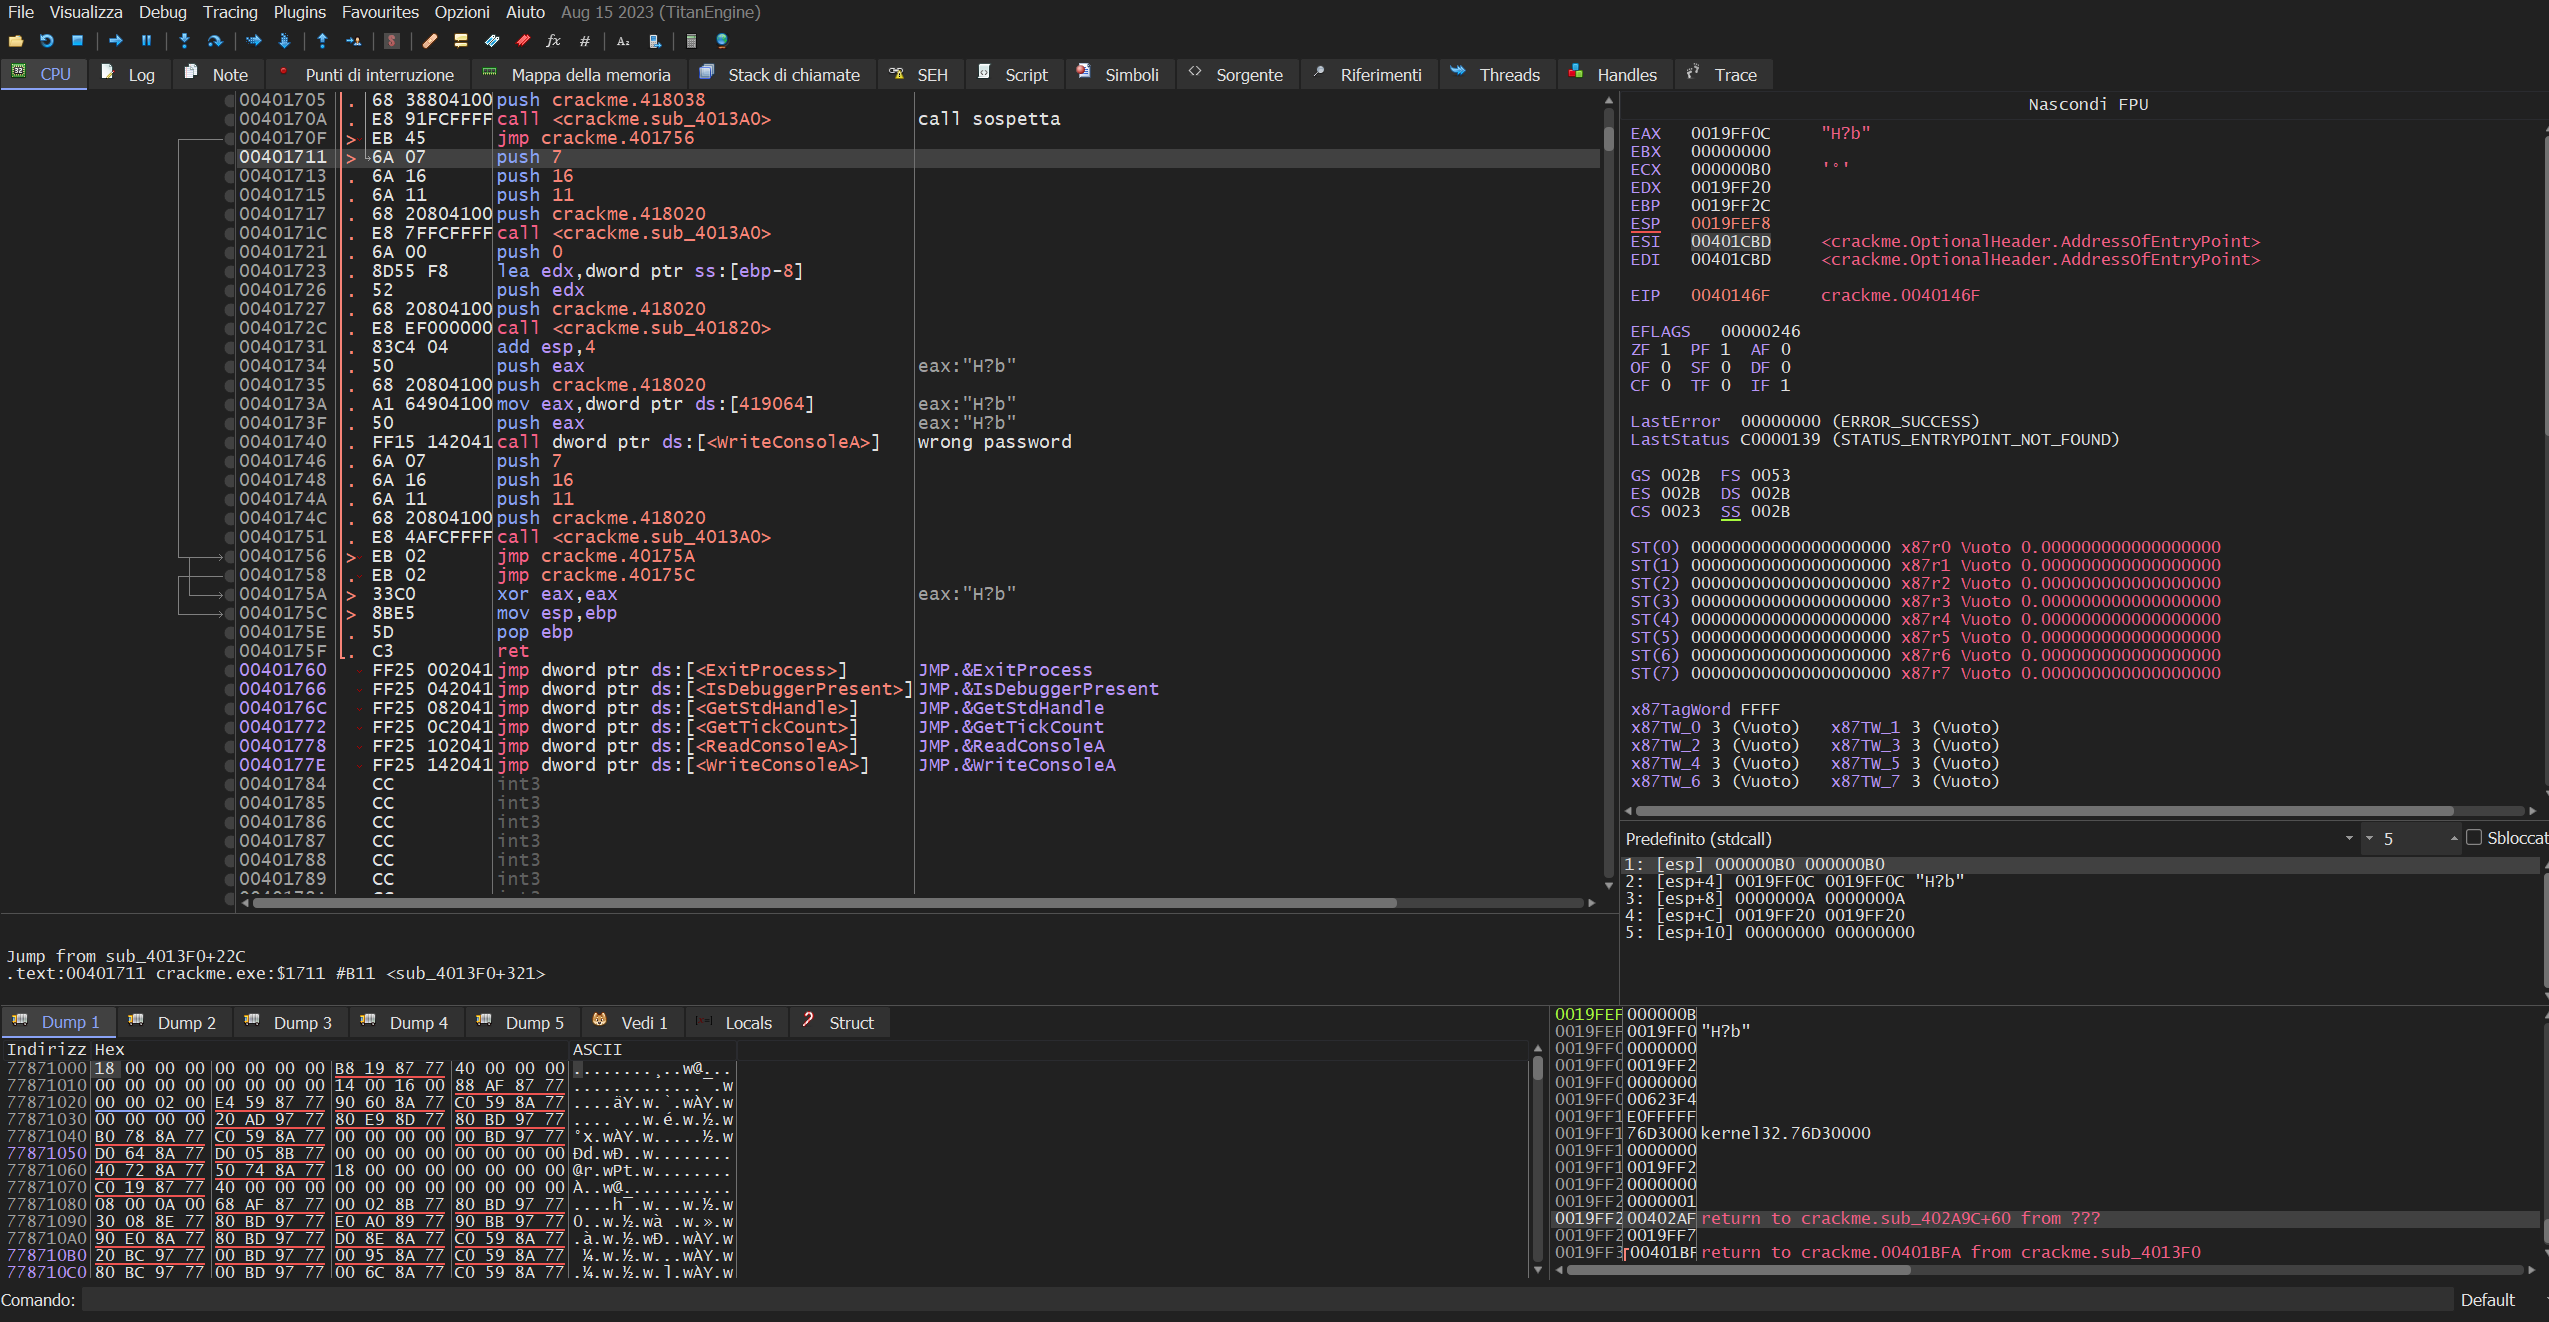 File Visualizza Debug Tracing Plugins Favourites Opzioni Aiuto Aug 15 2023 (TitanEngine)
CPU Log Note Punti di interruzione Mappa della memoria Stack di chiamate SEH Script Simboli Sorgente Riferimenti Threads Handles Trace
00401705 . 68 38804100 push crackme.418038
0040170A . E8 91FCFFFF call <crackme.sub_4013A0> call sospetta
0040170F > EB 45 jmp crackme.401756
00401711 > 6A 07 push 7
00401713 . 6A 16 push 16
00401715 . 6A 11 push 11
00401717 . 68 20804100 push crackme.418020
0040171C . E8 7FFCFFFF call <crackme.sub_4013A0>
00401721 . 6A 00 push 0
00401723 . 8D55 F8 lea edx,dword ptr ss:[ebp-8]
00401726 . 52 push edx
00401727 . 68 20804100 push crackme.418020
0040172C . E8 EF000000 call <crackme.sub_401820>
00401731 . 83C4 04 add esp,4
00401734 . 50 push eax eax:"H?b"
00401735 . 68 20804100 push crackme.418020
0040173A . A1 64904100 mov eax,dword ptr ds:[419064] eax:"H?b"
0040173F . 50 push eax eax:"H?b"
00401740 . FF15 142041 call dword ptr ds:[<WriteConsoleA>] wrong password
00401746 . 6A 07 push 7
00401748 . 6A 16 push 16
0040174A . 6A 11 push 11
0040174C . 68 20804100 push crackme.418020
00401751 . E8 4AFCFFFF call <crackme.sub_4013A0>
00401756 > EB 02 jmp crackme.40175A
00401758 . EB 02 jmp crackme.40175C
0040175A > 33C0 xor eax,eax eax:"H?b"
0040175C > 8BE5 mov esp,ebp
0040175E . 5D pop ebp
0040175F . C3 ret
00401760 FF25 002041 jmp dword ptr ds:[<ExitProcess>] JMP.&ExitProcess
00401766 FF25 042041 jmp dword ptr ds:[<IsDebuggerPresent>] JMP.&IsDebuggerPresent
0040176C FF25 082041 jmp dword ptr ds:[<GetStdHandle>] JMP.&GetStdHandle
00401772 FF25 0C2041 jmp dword ptr ds:[<GetTickCount>] JMP.&GetTickCount
00401778 FF25 102041 jmp dword ptr ds:[<ReadConsoleA>] JMP.&ReadConsoleA
0040177E FF25 142041 jmp dword ptr ds:[<WriteConsoleA>] JMP.&WriteConsoleA
00401784 CC int3
00401785 CC int3
00401786 CC int3
00401787 CC int3
00401788 CC int3
00401789 CC int3
Jump from sub_4013F0+22C
.text:00401711 crackme.exe:$1711 #B11 <sub_4013F0+321>
Nascondi FPU
EAX 0019FF0C "H?b"
EBX 00000000
ECX 000000B0 '°'
EDX 0019FF20
EBP 0019FF2C
ESP 0019FEF8
ESI 00401CBD <crackme.OptionalHeader.AddressOfEntryPoint>
EDI 00401CBD <crackme.OptionalHeader.AddressOfEntryPoint>
EIP 0040146F crackme.0040146F
EFLAGS 00000246
ZF 1 PF 1 AF 0
OF 0 SF 0 DF 0
CF 0 TF 0 IF 1
LastError 00000000 (ERROR_SUCCESS)
LastStatus C0000139 (STATUS_ENTRYPOINT_NOT_FOUND)
GS 002B FS 0053
ES 002B DS 002B
CS 0023 SS 002B
ST(0) 00000000000000000000 x87r0 Vuoto 0.000000000000000000
ST(1) 00000000000000000000 x87r1 Vuoto 0.000000000000000000
ST(2) 00000000000000000000 x87r2 Vuoto 0.000000000000000000
ST(3) 00000000000000000000 x87r3 Vuoto 0.000000000000000000
ST(4) 00000000000000000000 x87r4 Vuoto 0.000000000000000000
ST(5) 00000000000000000000 x87r5 Vuoto 0.000000000000000000
ST(6) 00000000000000000000 x87r6 Vuoto 0.000000000000000000
ST(7) 00000000000000000000 x87r7 Vuoto 0.000000000000000000
x87TagWord FFFF
x87TW_0 3 (Vuoto) x87TW_1 3 (Vuoto)
x87TW_2 3 (Vuoto) x87TW_3 3 (Vuoto)
x87TW_4 3 (Vuoto) x87TW_5 3 (Vuoto)
x87TW_6 3 (Vuoto) x87TW_7 3 (Vuoto)
Predefinito (stdcall) 5 Sbloccat
1: [esp] 000000B0 000000B0
2: [esp+4] 0019FF0C 0019FF0C "H?b"
3: [esp+8] 0000000A 0000000A
4: [esp+C] 0019FF20 0019FF20
5: [esp+10] 00000000 00000000
Dump 1 Dump 2 Dump 3 Dump 4 Dump 5 Vedi 1 Locals Struct
Indirizz Hex ASCII
77871000 18 00 00 00 00 00 00 00 B8 19 87 77 40 00 00 00 ........¸..w@...
77871010 00 00 00 00 00 00 00 00 14 00 16 00 88 AF 87 77 .............¯.w
77871020 00 00 02 00 E4 59 87 77 90 60 8A 77 C0 59 8A 77 ....äY.w.`.wÀY.w
77871030 00 00 00 00 20 AD 97 77 80 E9 8D 77 80 BD 97 77 .... ..w.é.w.½.w
77871040 B0 78 8A 77 C0 59 8A 77 00 00 00 00 00 BD 97 77 °x.wÀY.w.....½.w
77871050 D0 64 8A 77 D0 05 8B 77 00 00 00 00 00 00 00 00 Ðd.wÐ..w........
77871060 40 72 8A 77 50 74 8A 77 18 00 00 00 00 00 00 00 @r.wPt.w........
77871070 C0 19 87 77 40 00 00 00 00 00 00 00 00 00 00 00 À..w@...........
77871080 08 00 0A 00 68 AF 87 77 00 02 8B 77 80 BD 97 77 ....h¯.w...w.½.w
77871090 30 08 8E 77 80 BD 97 77 E0 A0 89 77 90 BB 97 77 0..w.½.wà .w.».w
778710A0 90 E0 8A 77 80 BD 97 77 D0 8E 8A 77 C0 59 8A 77 .à.w.½.wÐ..wÀY.w
778710B0 20 BC 97 77 00 BD 97 77 00 95 8A 77 C0 59 8A 77  ¼.w.½.w...wÀY.w
778710C0 80 BC 97 77 00 BD 97 77 00 6C 8A 77 C0 59 8A 77 .¼.w.½.w.l.wÀY.w
0019FEF 000000B
0019FEF 0019FF0 "H?b"
0019FF0 0000000
0019FF0 0019FF2
0019FF0 0000000
0019FF0 00623F4
0019FF1 E0FFFFF
0019FF1 76D3000 kernel32.76D30000
0019FF1 0000000
0019FF1 0019FF2
0019FF2 0000000
0019FF2 0000001
0019FF2 00402AF return to crackme.sub_402A9C+60 from ???
0019FF2 0019FF7
0019FF3 00401BF return to crackme.00401BFA from crackme.sub_4013F0
Comando: Default